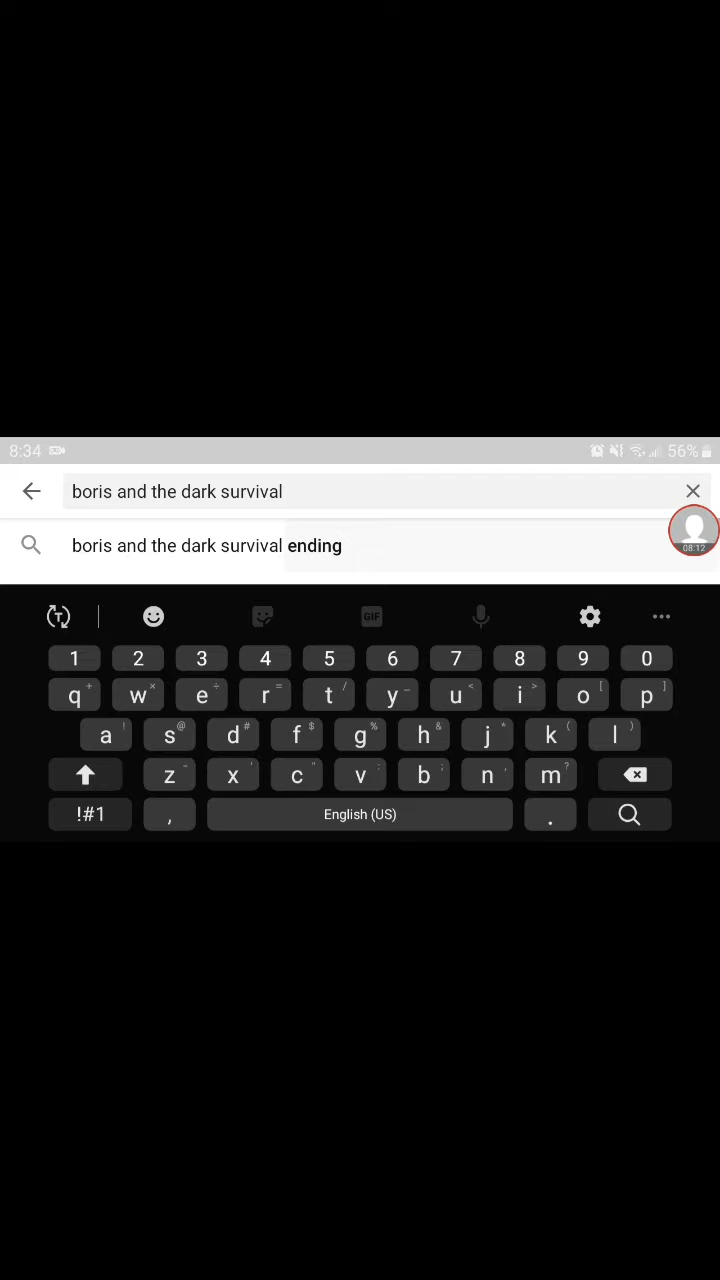 8:34 56%
boris and the dark survival
boris and the dark survival ending
08:12
T GIF
1 2 3 4 5 6 7 8 9 0
q + w × e ÷ r = t / y _ u < i > o [ p ]
a ! s @ d # f $ g % h & j * k ( l )
z - x ' c " v : b ; n , m ?
!#1 , English (US) .